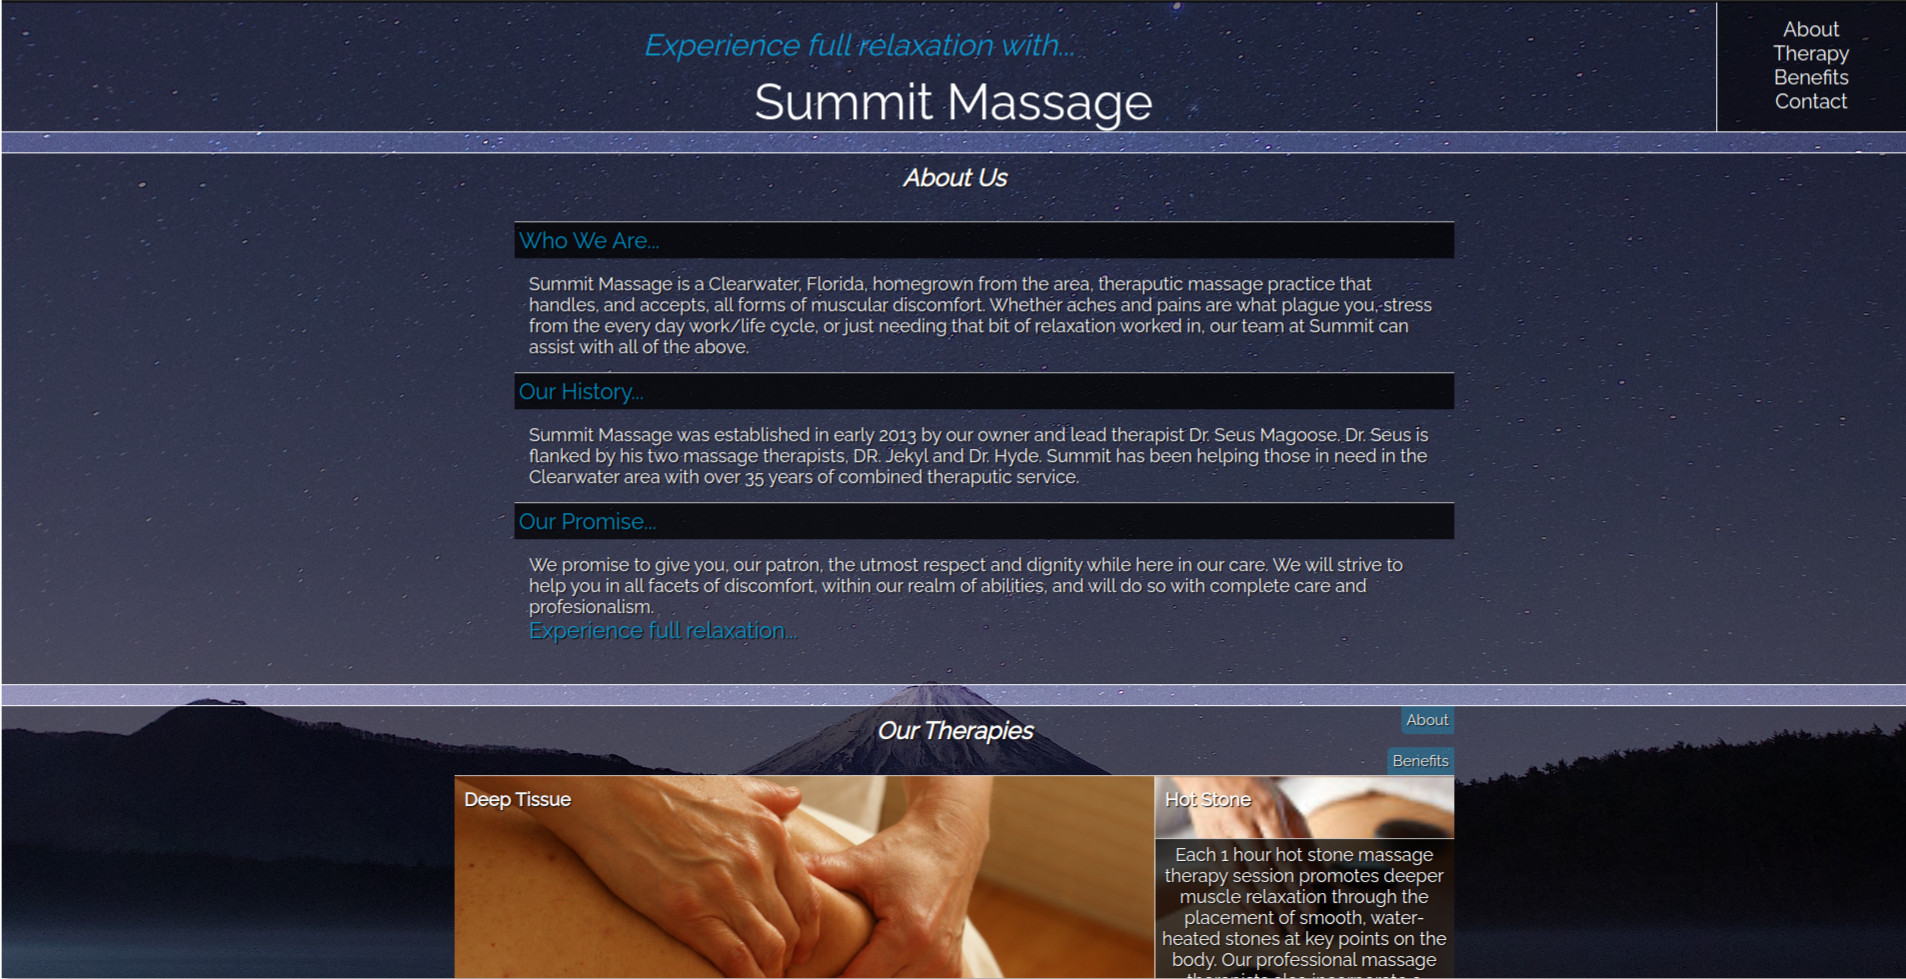 Experience full relaxation with...
Summit Massage
About
Therapy
Benefits
Contact
About Us
Who We Are...
Summit Massage is a Clearwater, Florida, homegrown from the area, theraputic massage practice that
handles, and accepts, all forms of muscular discomfort. Whether aches and pains are what plague you, stress
from the every day work/life cycle, or just needing that bit of relaxation worked in, our team at Summit can
assist with all of the above.
Our History...
Summit Massage was established in early 2013 by our owner and lead therapist Dr. Seus Magoose. Dr. Seus is
flanked by his two massage therapists, DR. Jekyl and Dr. Hyde. Summit has been helping those in need in the
Clearwater area with over 35 years of combined theraputic service.
Our Promise...
We promise to give you, our patron, the utmost respect and dignity while here in our care. We will strive to
help you in all facets of discomfort, within our realm of abilities, and will do so with complete care and
profesionalism.
Experience full relaxation...
Our Therapies
About
Benefits
Deep Tissue
Hot Stone
Each 1 hour hot stone massage
therapy session promotes deeper
muscle relaxation through the
placement of smooth, water-
heated stones at key points on the
body. Our professional massage
therapists also incorporate a